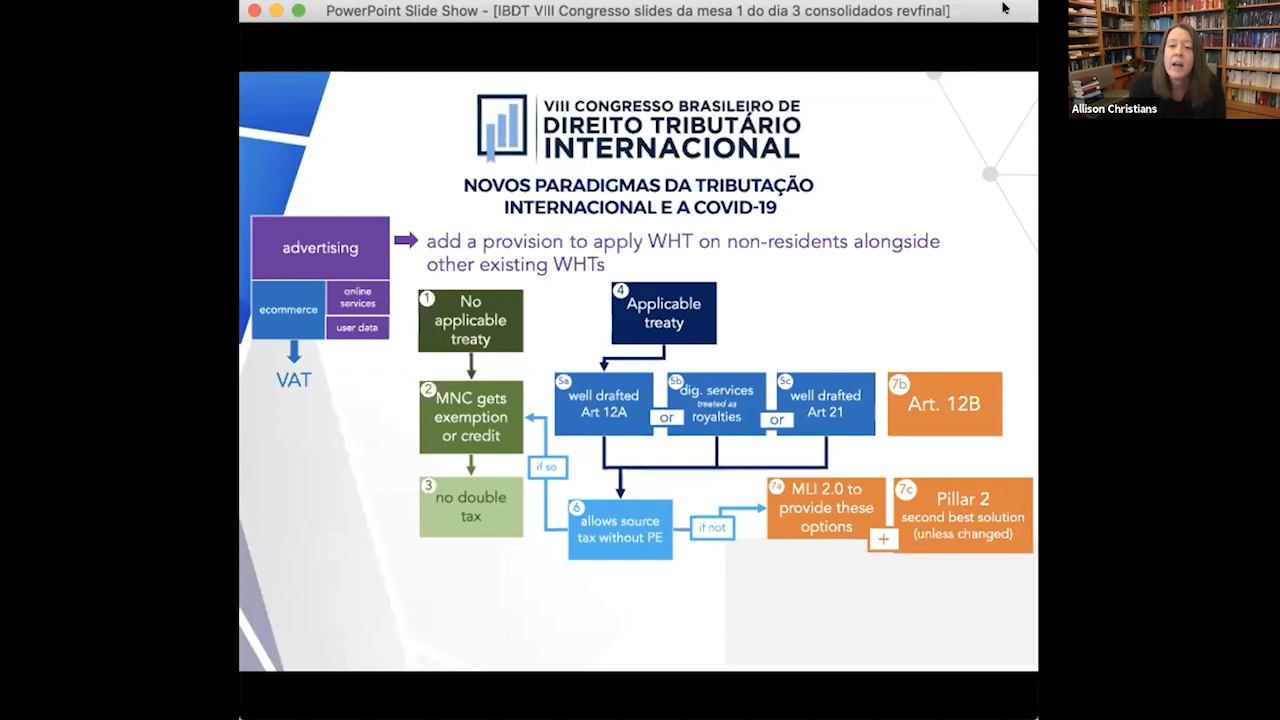 PowerPoint Slide Show - [IBDT VIII Congresso slides da mesa 1 do dia 3 consolidados revfinal]
Allison Christians
VIII CONGRESSO BRASILEIRO DE
DIREITO TRIBUTÁRIO
INTERNACIONAL
NOVOS PARADIGMAS DA TRIBUTAÇÃO
INTERNACIONAL E A COVID-19
advertising
ecommerce
online
services
user data
VAT
add a provision to apply WHT on non-residents alongside
other existing WHTs
1
No
applicable
treaty
2
MNC gets
exemption
or credit
3
no double
tax
4
Applicable
treaty
5a
well drafted
Art 12A
or
5b
dig. services
treated as
royalties
or
5c
well drafted
Art 21
7b
Art. 12B
if so
6
allows source
tax without PE
if not
7a
MLI 2.0 to
provide these
options
+
7c
Pillar 2
second best solution
(unless changed)